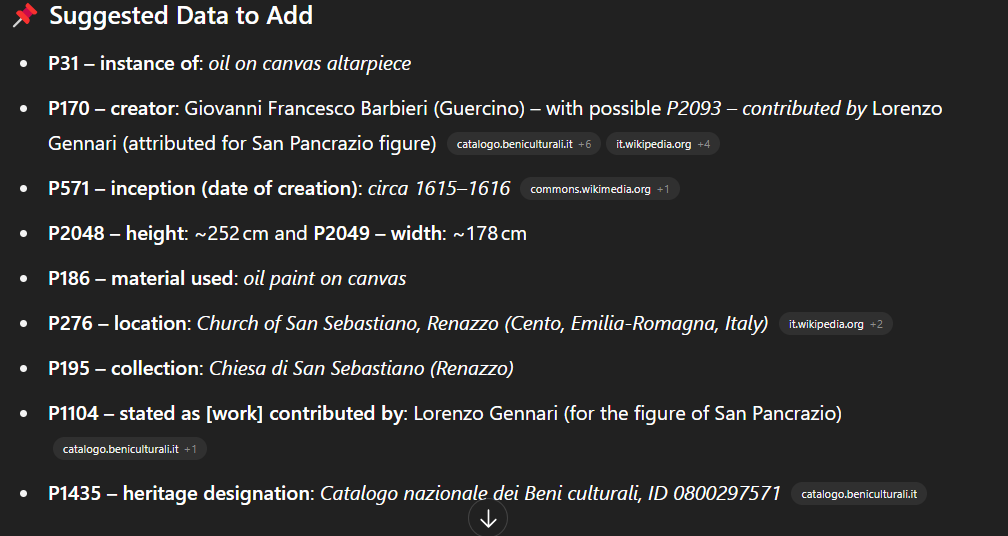 📌 Suggested Data to Add
• P31 – instance of: oil on canvas altarpiece
• P170 – creator: Giovanni Francesco Barbieri (Guercino) – with possible P2093 – contributed by Lorenzo
Gennari (attributed for San Pancrazio figure) catalogo.beniculturali.it +6 it.wikipedia.org +4
• P571 – inception (date of creation): circa 1615–1616 commons.wikimedia.org +1
• P2048 – height: ~252 cm and P2049 – width: ~178 cm
• P186 – material used: oil paint on canvas
• P276 – location: Church of San Sebastiano, Renazzo (Cento, Emilia-Romagna, Italy) it.wikipedia.org +2
• P195 – collection: Chiesa di San Sebastiano (Renazzo)
• P1104 – stated as [work] contributed by: Lorenzo Gennari (for the figure of San Pancrazio)
catalogo.beniculturali.it +1
• P1435 – heritage designation: Catalogo nazionale dei Beni culturali, ID 0800297571 catalogo.beniculturali.it